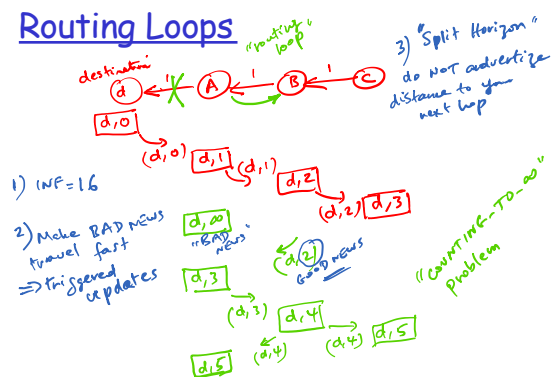 Routing Loops
"routing
loop"
3) "Split Horizon"
do NOT advertize
distance to your
next hop
destination
d
1
A
1
B
1
C
d,0
(d,0)
d,1
(d,1)
d,2
(d,2)
d,3
1) INF=16
2) Make BAD NEWS
travel fast
⇒ triggered
updates
d,∞
"BAD
NEWS"
(d,2)
GOOD NEWS
d,3
(d,3)
d,4
(d,4)
(d,4)
d,5
d,5
"COUNTING_TO_∞"
problem